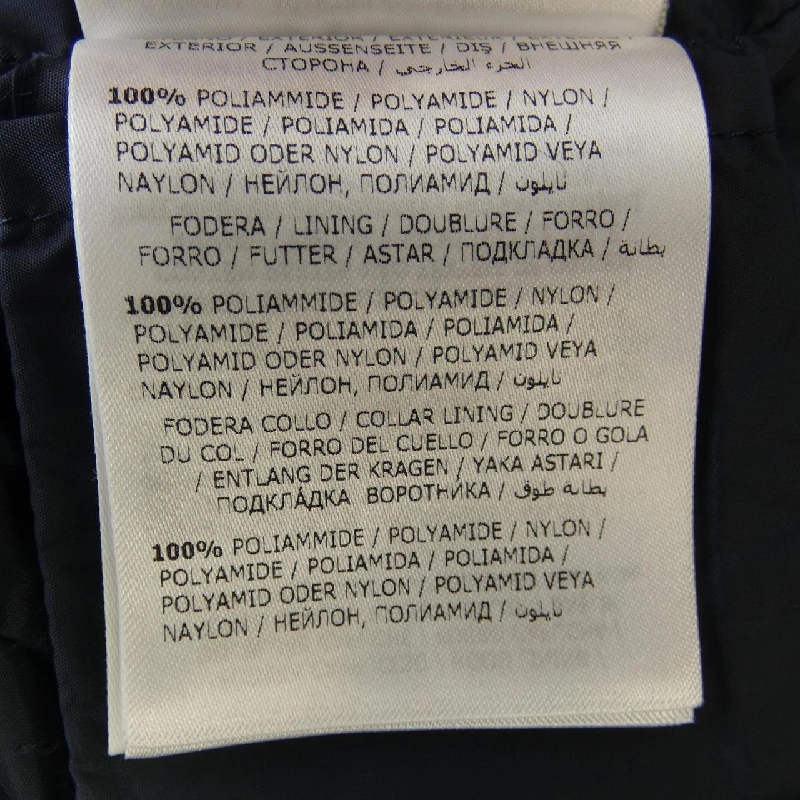 EXTERIOR / AUSSENSEITE / DIŞ / ВНЕШНЯЯ
СТОРОНА / الجزء الخارجي
100% POLIAMMIDE / POLYAMIDE / NYLON /
POLYAMIDE / POLIAMIDA / POLIAMIDA /
POLYAMID ODER NYLON / POLYAMID VEYA
NAYLON / НЕЙЛОН, ПОЛИАМИД / نايلون
FODERA / LINING / DOUBLURE / FORRO /
FORRO / FUTTER / ASTAR / ПОДКЛАДКА / بطانة
100% POLIAMMIDE / POLYAMIDE / NYLON /
POLYAMIDE / POLIAMIDA / POLIAMIDA /
POLYAMID ODER NYLON / POLYAMID VEYA
NAYLON / НЕЙЛОН, ПОЛИАМИД / نايلون
FODERA COLLO / COLLAR LINING / DOUBLURE
DU COL / FORRO DEL CUELLO / FORRO O GOLA
/ ENTLANG DER KRAGEN / YAKA ASTARI /
ПОДКЛА́ДКА ВОРОТНИ́КА / بطانة طوق
100% POLIAMMIDE / POLYAMIDE / NYLON /
POLYAMIDE / POLIAMIDA / POLIAMIDA /
POLYAMID ODER NYLON / POLYAMID VEYA
NAYLON / НЕЙЛОН, ПОЛИАМИД / نايلون